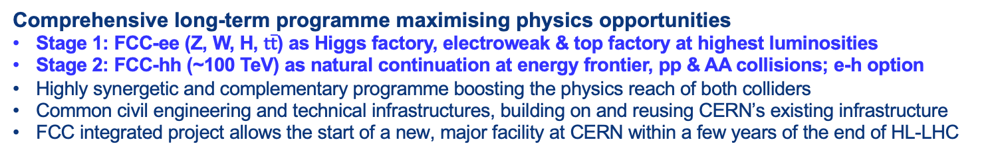 Comprehensive long-term programme maximising physics opportunities
• Stage 1: FCC-ee (Z, W, H, tt̅) as Higgs factory, electroweak & top factory at highest luminosities
• Stage 2: FCC-hh (~100 TeV) as natural continuation at energy frontier, pp & AA collisions; e-h option
• Highly synergetic and complementary programme boosting the physics reach of both colliders
• Common civil engineering and technical infrastructures, building on and reusing CERN’s existing infrastructure
• FCC integrated project allows the start of a new, major facility at CERN within a few years of the end of HL-LHC